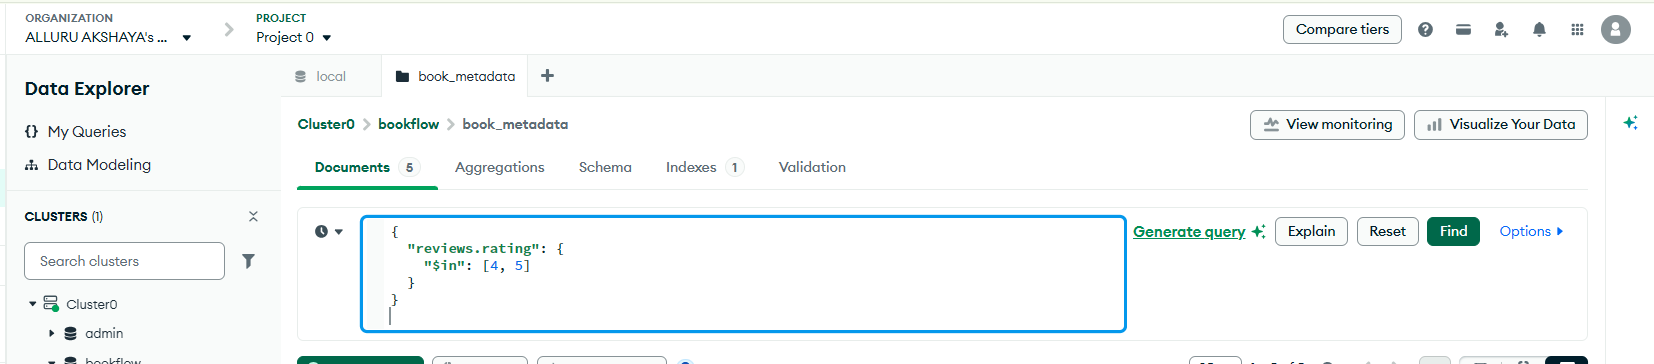 ORGANIZATION
ALLURU AKSHAYA's ...
PROJECT
Project 0
Compare tiers
Data Explorer
My Queries
Data Modeling
CLUSTERS (1)
Search clusters
Cluster0
admin
bookflow
local
book_metadata
Cluster0 > bookflow > book_metadata
View monitoring
Visualize Your Data
Documents 5
Aggregations
Schema
Indexes 1
Validation
{
"reviews.rating": {
"$in": [4, 5]
}
}
Generate query
Explain
Reset
Find
Options